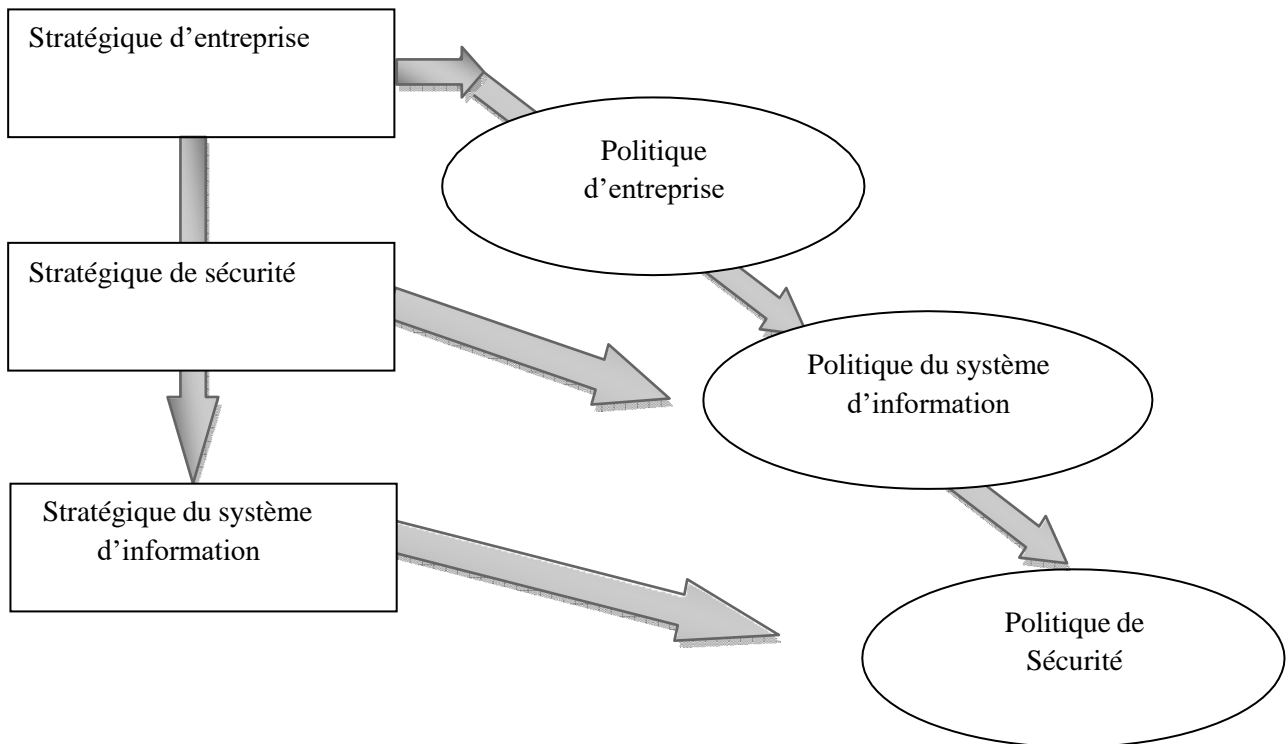 Stratégique d’entreprise
Politique
d’entreprise
Stratégique de sécurité
Politique du système
d’information
Stratégique du système
d’information
Politique de
Sécurité